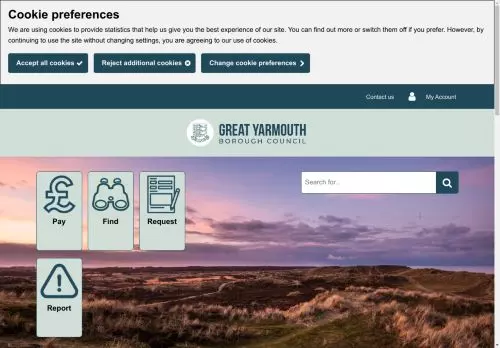 Cookie preferences
We are using cookies to provide statistics that help us give you the best experience of our site. You can find out more or switch them off if you prefer. However, by
continuing to use the site without changing settings, you are agreeing to our use of cookies.
Accept all cookies
Reject additional cookies
Change cookie preferences
Contact us
My Account
GREAT YARMOUTH
BOROUGH COUNCIL
Search for...
Pay
Find
Request
Report